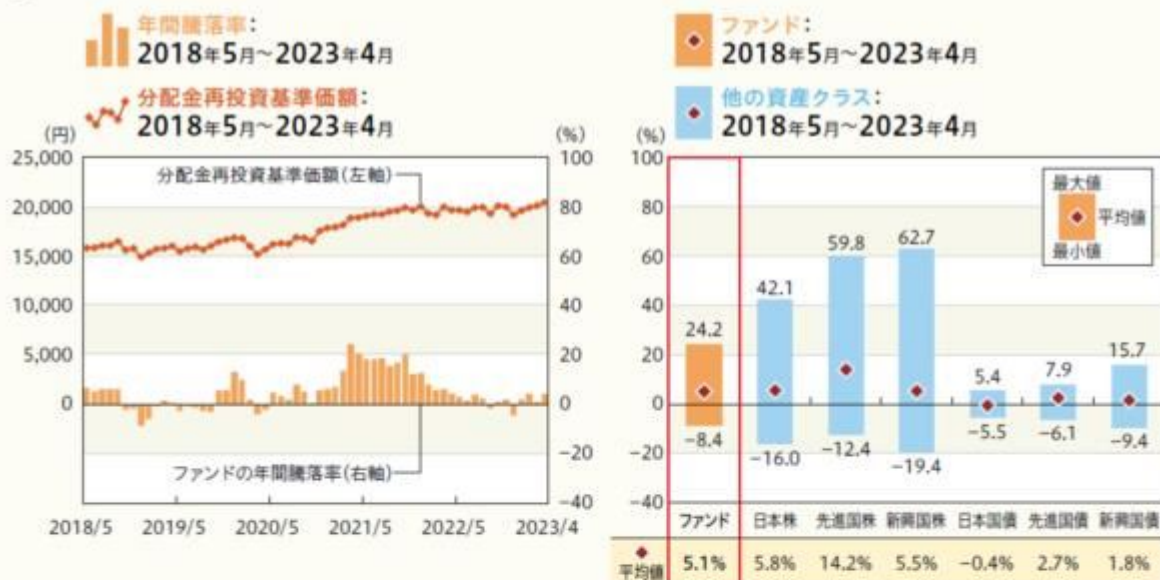 年間騰落率：
2018年5月～2023年4月
分配金再投資基準価額：
2018年5月～2023年4月
(円)
(%)
25,000
20,000
15,000
10,000
5,000
0
100
80
60
40
20
0
−20
−40
分配金再投資基準価額(左軸)
ファンドの年間騰落率(右軸)
2018/5 2019/5 2020/5 2021/5 2022/5 2023/4
ファンド：
2018年5月～2023年4月
他の資産クラス：
2018年5月～2023年4月
(%)
100
80
60
40
20
0
−20
−40
最大値
平均値
最小値
24.2 42.1 59.8 62.7 5.4 7.9 15.7
−8.4 −16.0 −12.4 −19.4 −5.5 −6.1 −9.4
ファンド 日本株 先進国株 新興国株 日本国債 先進国債 新興国債
平均値 5.1% 5.8% 14.2% 5.5% −0.4% 2.7% 1.8%